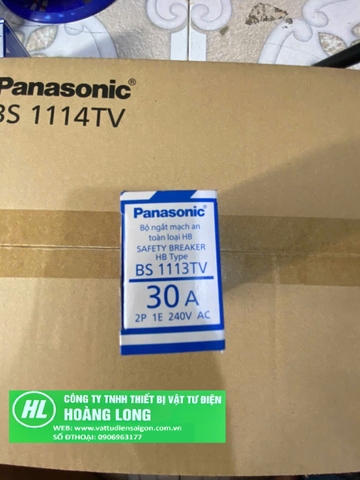 Panasonic®
BS 1114TV
Panasonic®
Bộ ngắt mạch an
toàn loại HB
SAFETY BREAKER
HB Type
BS 1113TV
30 A
2P 1E 240V AC
HL
CÔNG TY TNHH THIẾT BỊ VẬT TƯ ĐIỆN
HOÀNG LONG
WEB: www.vattudiensaigon.com.vn
SỐ ĐTHOẠI: 0906963177